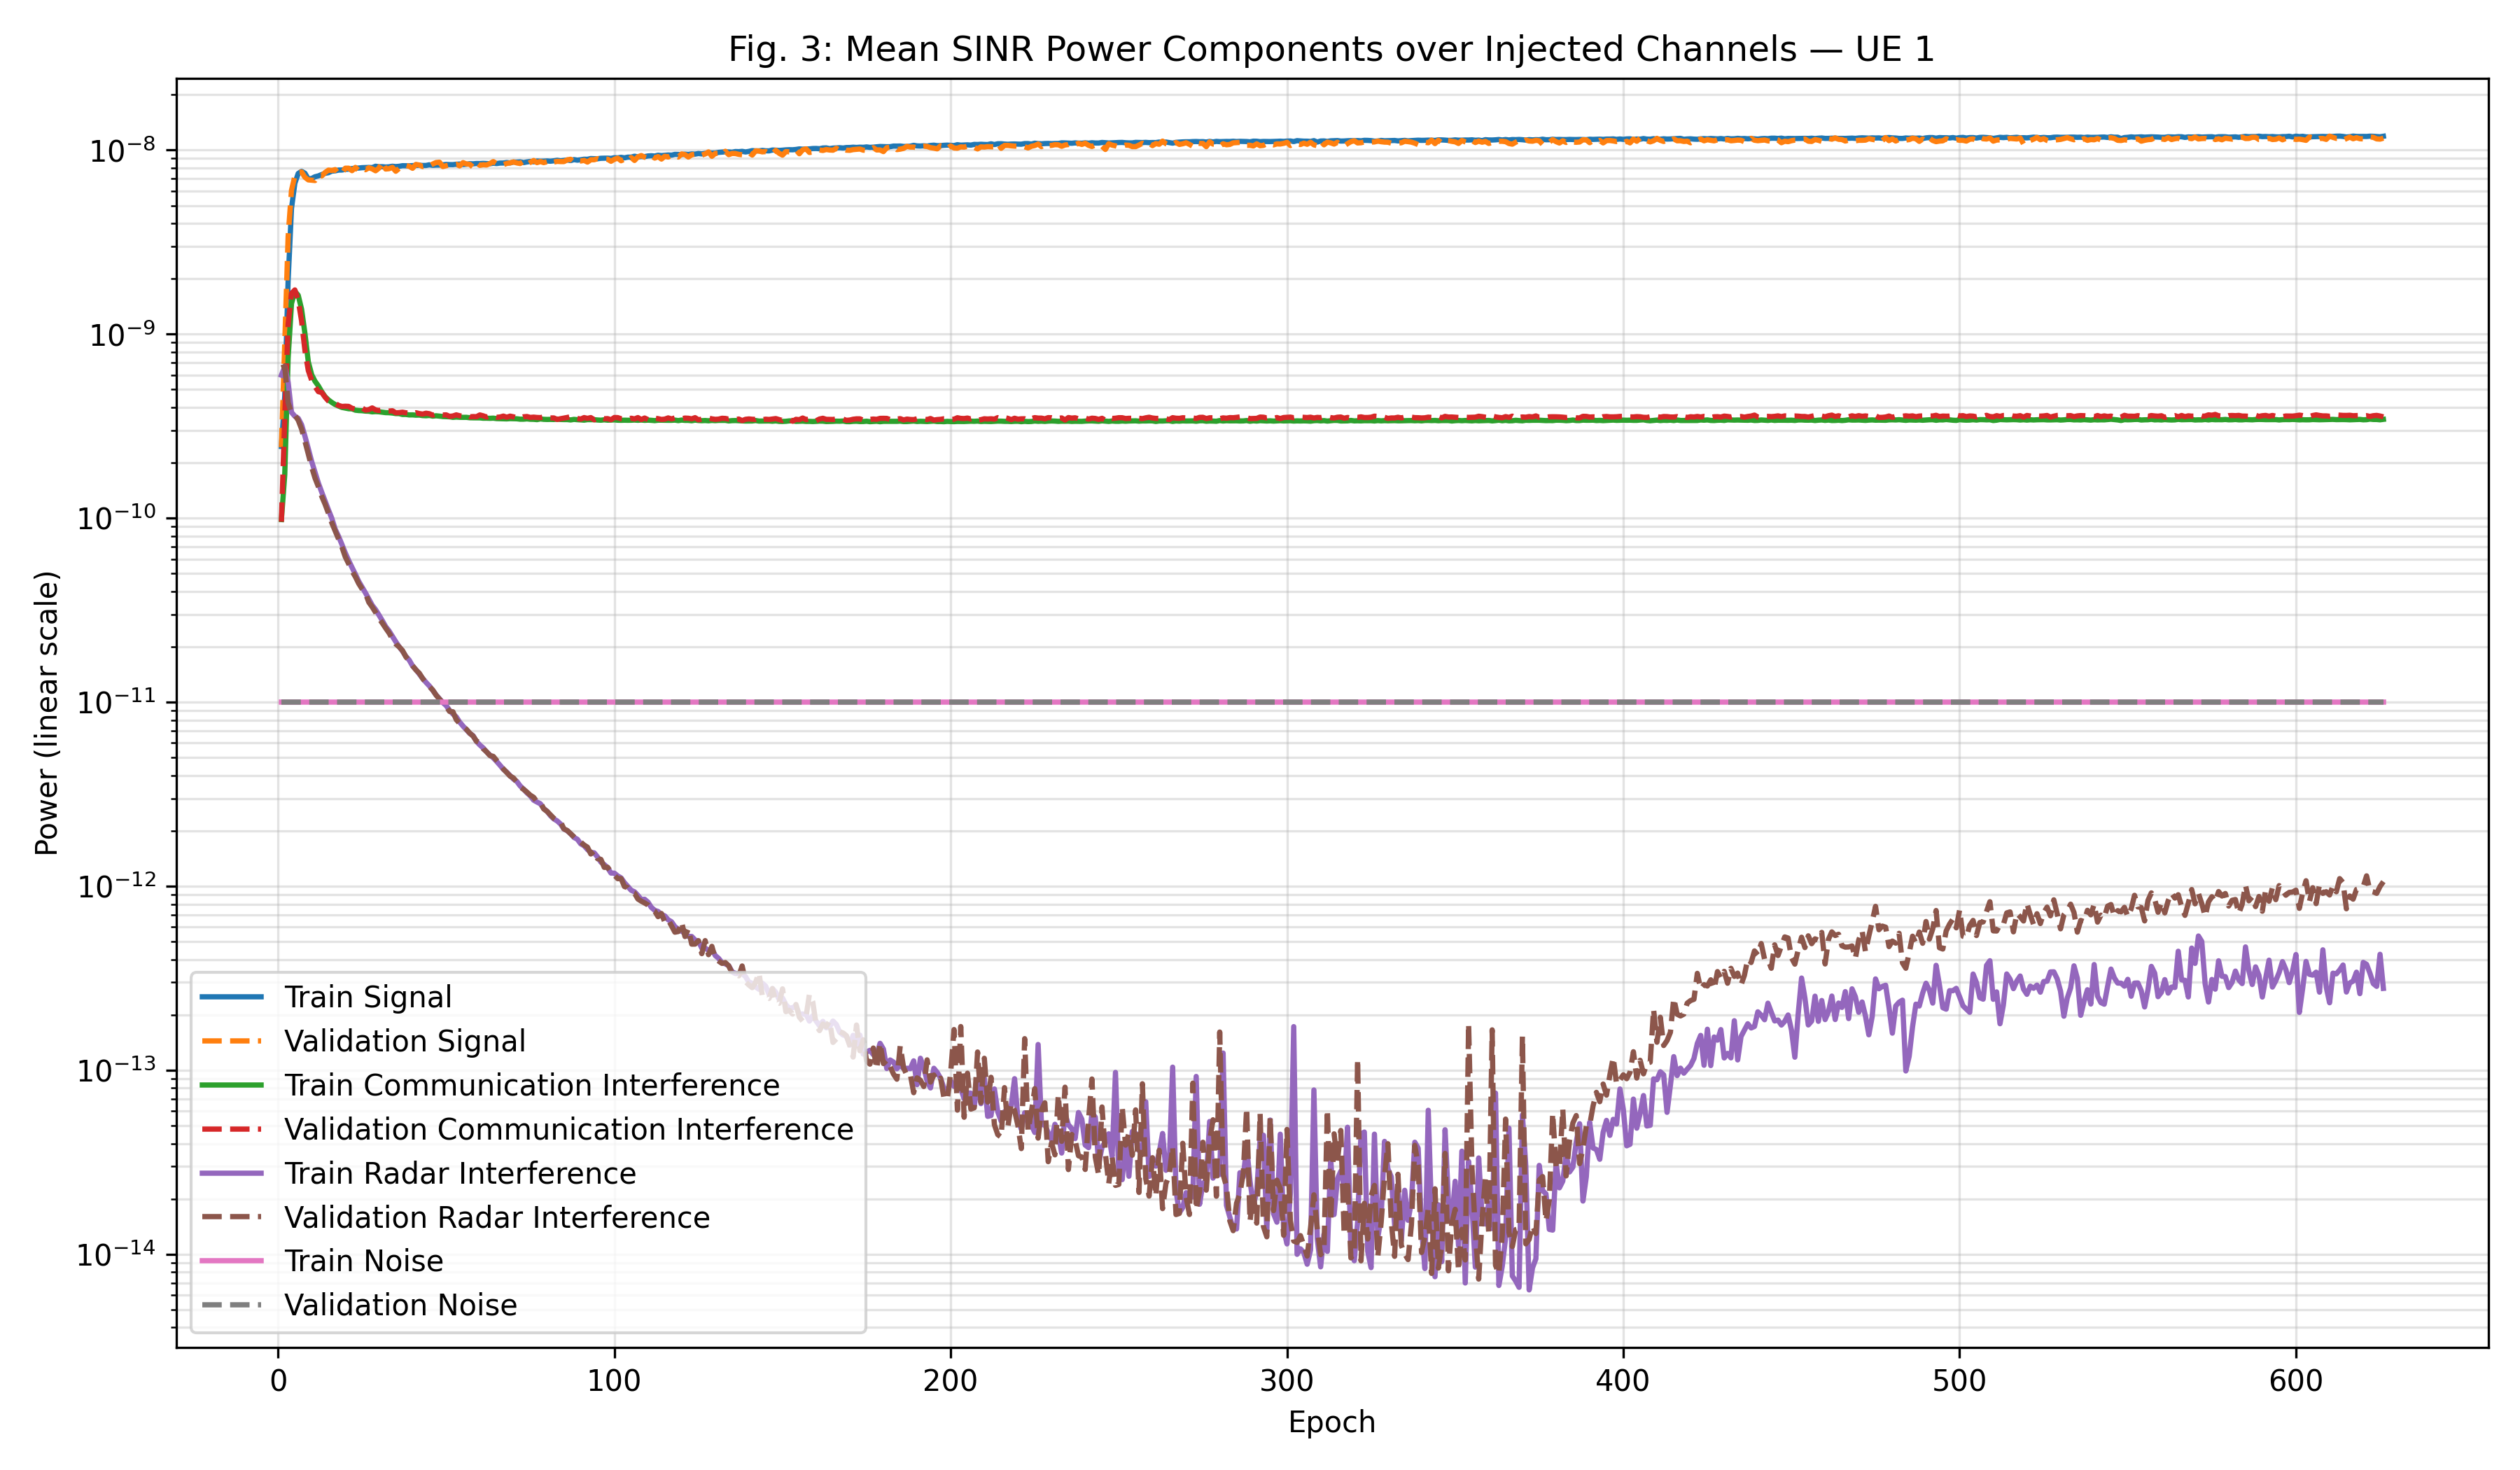 Fig. 3: Mean SINR Power Components over Injected Channels — UE 1
Power (linear scale)
10⁻⁸
10⁻⁹
10⁻¹⁰
10⁻¹¹
10⁻¹²
10⁻¹³
10⁻¹⁴
Train Signal
Validation Signal
Train Communication Interference
Validation Communication Interference
Train Radar Interference
Validation Radar Interference
Train Noise
Validation Noise
0 100 200 300 400 500 600
Epoch